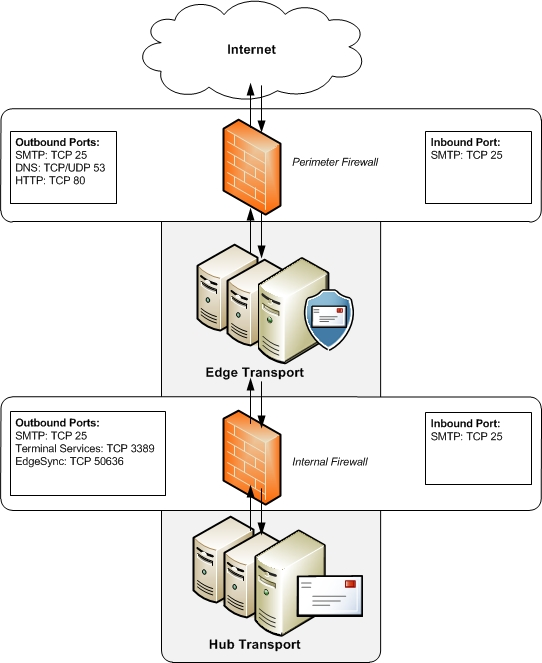 Internet
Outbound Ports:
SMTP: TCP 25
DNS: TCP/UDP 53
HTTP: TCP 80
Perimeter Firewall
Inbound Port:
SMTP: TCP 25
Edge Transport
Outbound Ports:
SMTP: TCP 25
Terminal Services: TCP 3389
EdgeSync: TCP 50636
Internal Firewall
Inbound Port:
SMTP: TCP 25
Hub Transport